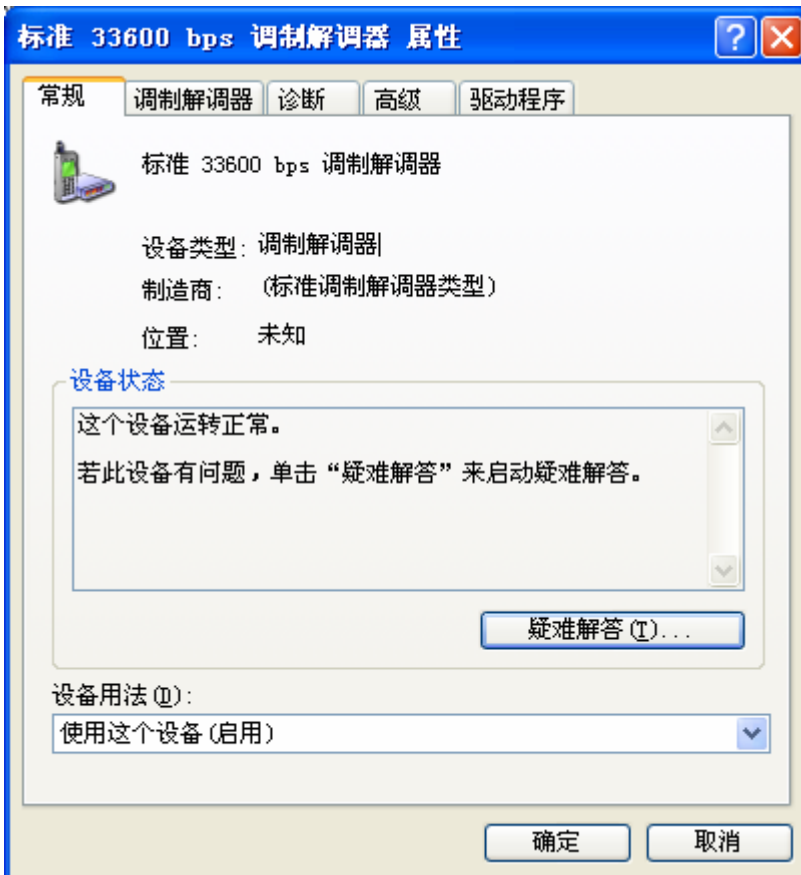 标准 33600 bps 调制解调器 属性
常规 调制解调器 诊断 高级 驱动程序
标准 33600 bps 调制解调器
设备类型: 调制解调器
制造商: (标准调制解调器类型)
位置: 未知
设备状态
这个设备运转正常。
若此设备有问题，单击“疑难解答”来启动疑难解答。
疑难解答(T)...
设备用法(D):
使用这个设备(启用)
确定 取消